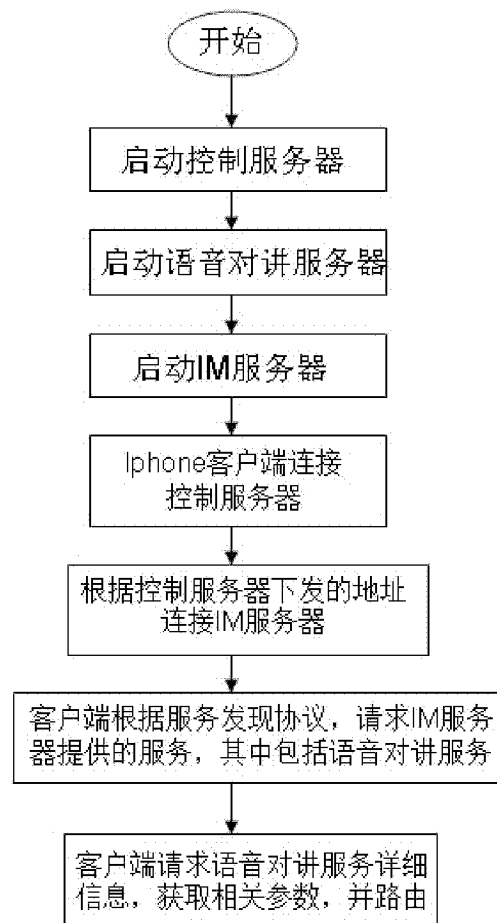 开始
启动控制服务器
启动语音对讲服务器
启动IM服务器
Iphone客户端连接
控制服务器
根据控制服务器下发的地址
连接IM服务器
客户端根据服务发现协议，请求IM服务
器提供的服务，其中包括语音对讲服务
客户端请求语音对讲服务详细
信息，获取相关参数，并路由